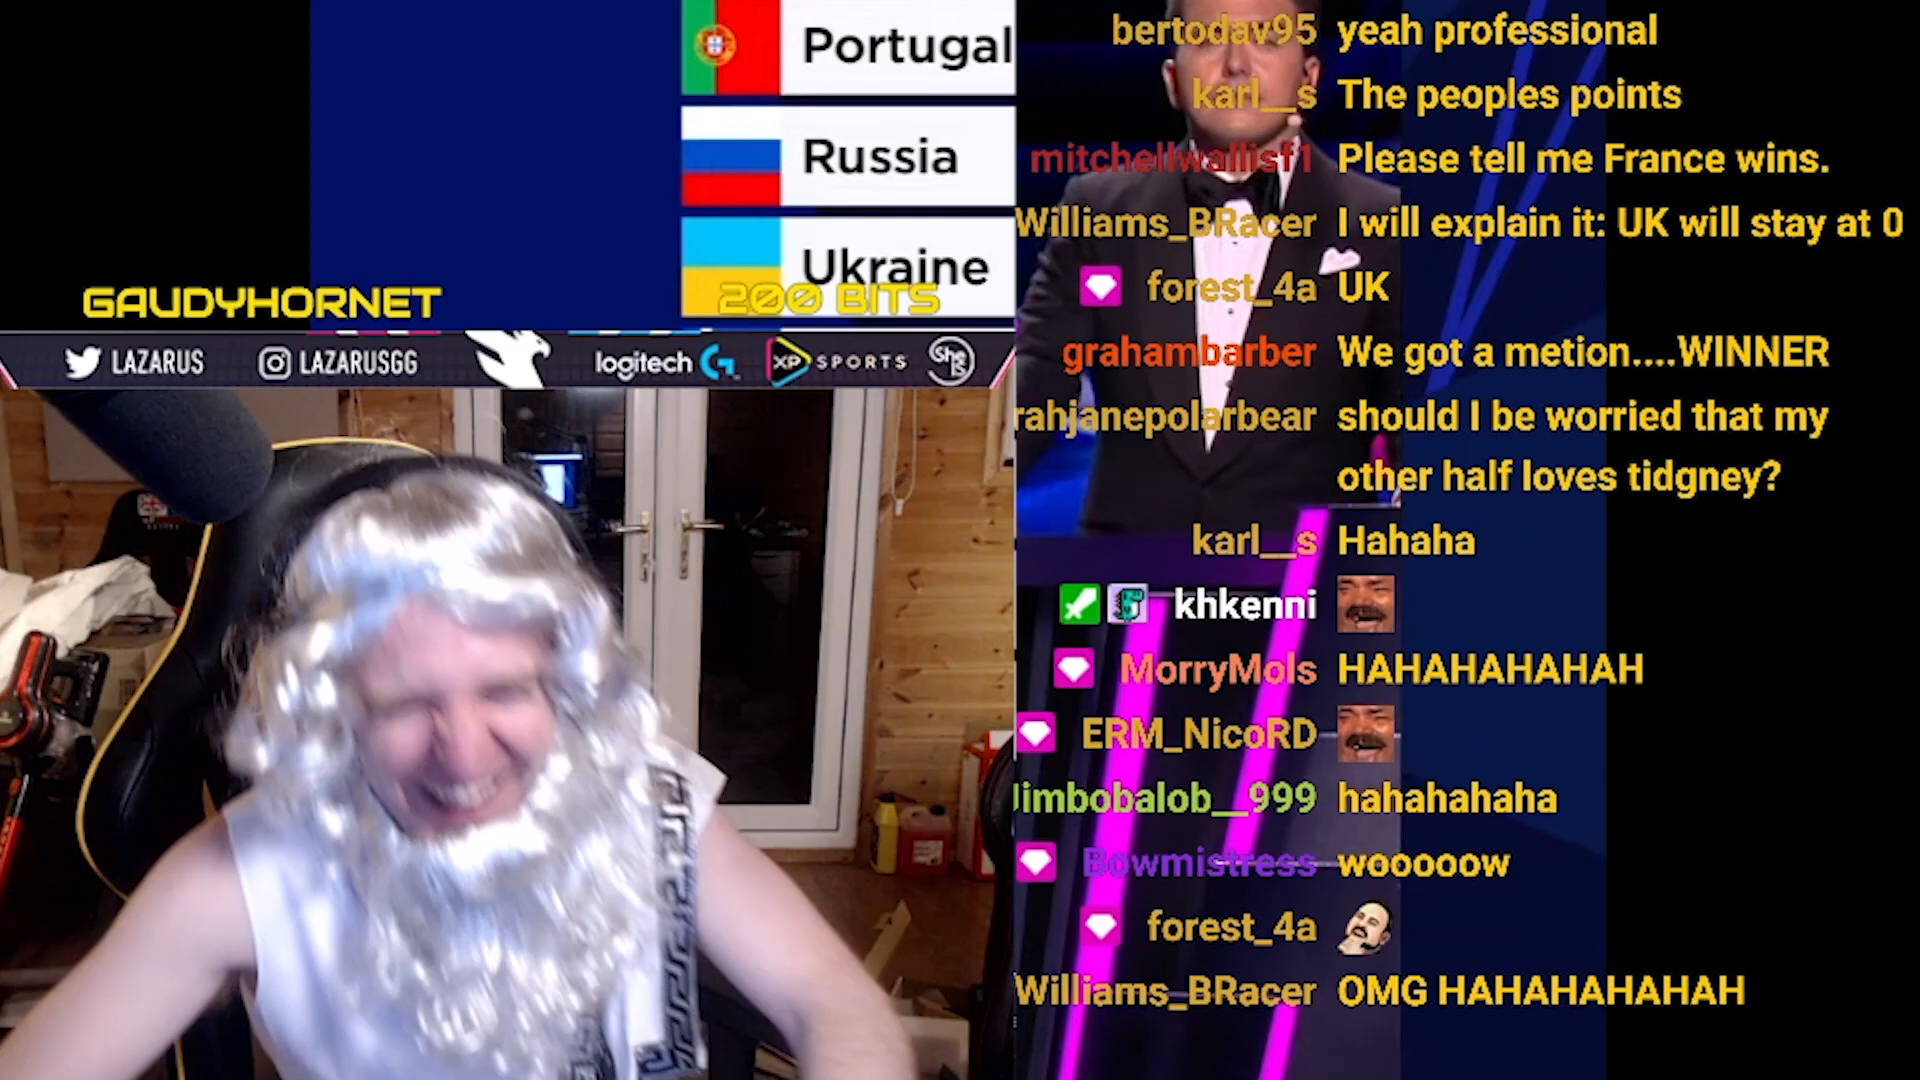 Portugal
Russia
Ukraine
GAUDYHORNET
200 BITS
LAZARUS
LAZARUSGG
logitech G
XP SPORTS
She Is
bertodav95 yeah professional
karl__s The peoples points
mitchellwallisf1 Please tell me France wins.
Williams_BRacer I will explain it: UK will stay at 0
forest_4a UK
grahambarber We got a metion....WINNER
rahjanepolarbear should I be worried that my
other half loves tidgney?
karl__s Hahaha
khkenni
MorryMols HAHAHAHAHAH
ERM_NicoRD
Jimbobalob__999 hahahahaha
Bowmistress wooooow
forest_4a
Williams_BRacer OMG HAHAHAHAHAH